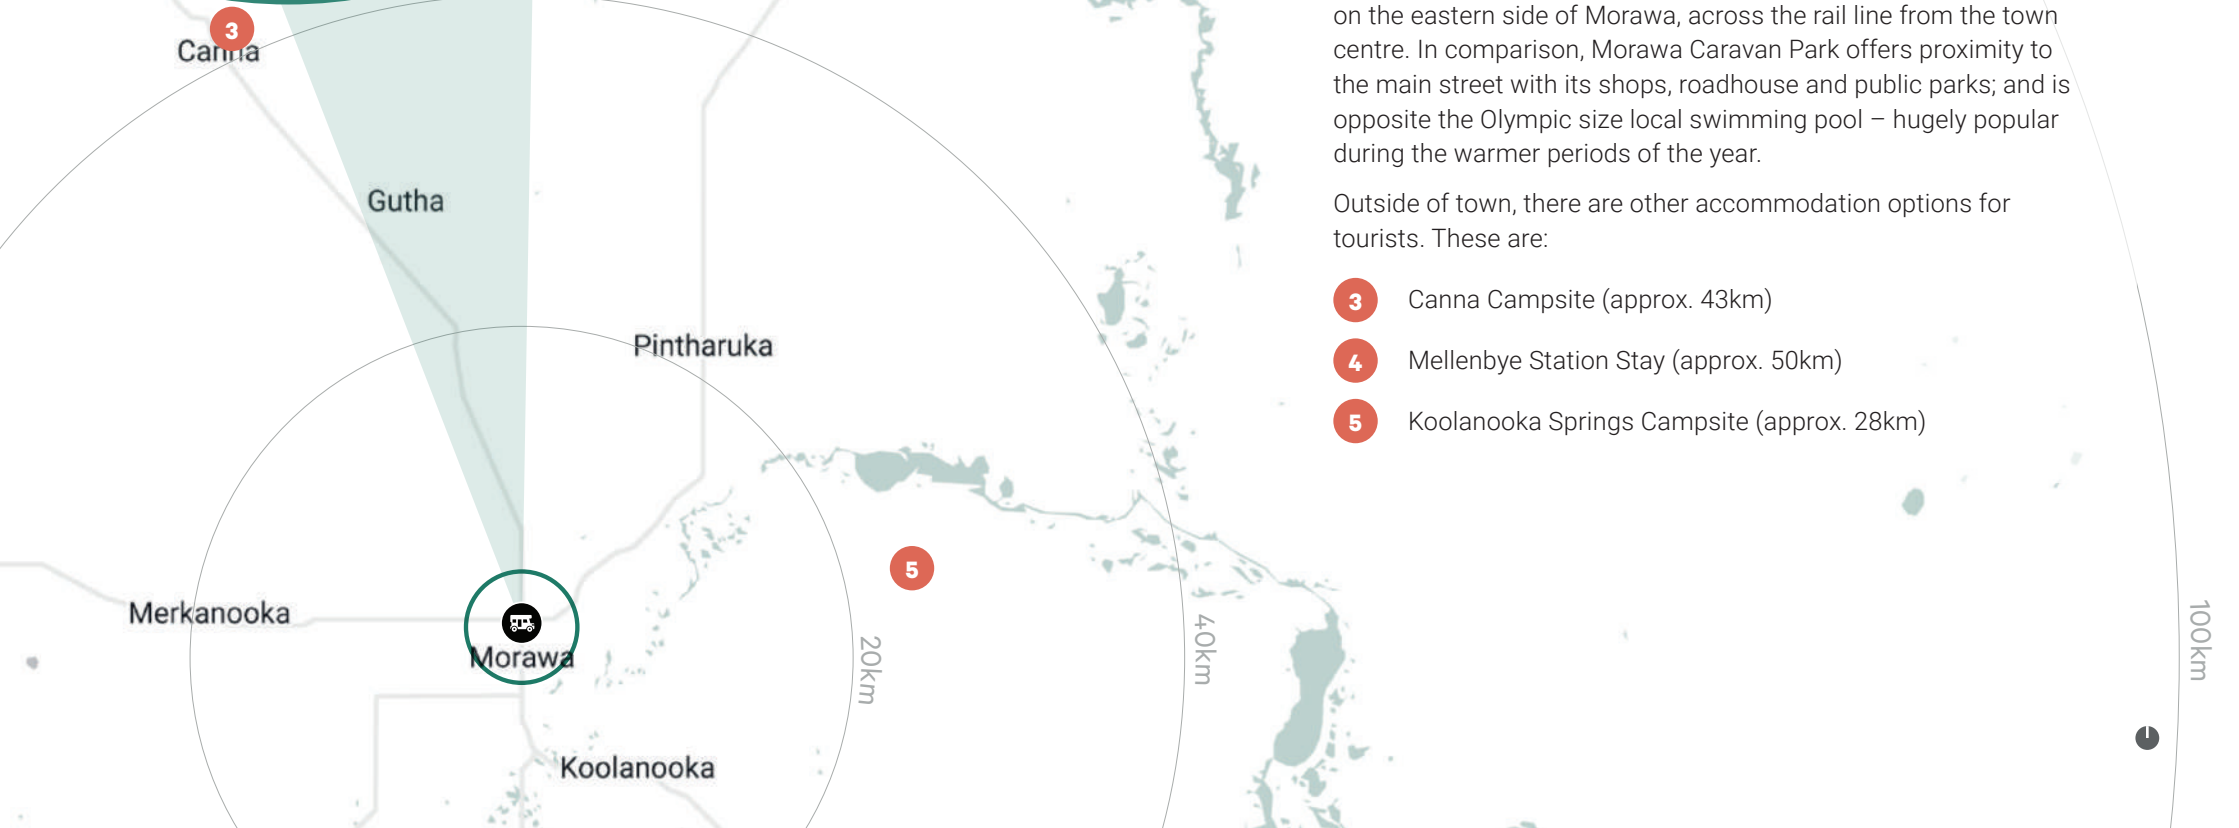 on the eastern side of Morawa, across the rail line from the town
centre. In comparison, Morawa Caravan Park offers proximity to
the main street with its shops, roadhouse and public parks; and is
opposite the Olympic size local swimming pool – hugely popular
during the warmer periods of the year.
Outside of town, there are other accommodation options for
tourists. These are:
3 Canna Campsite (approx. 43km)
4 Mellenbye Station Stay (approx. 50km)
5 Koolanooka Springs Campsite (approx. 28km)
3
Canna
Gutha
Pintharuka
5
Merkanooka
Morawa
Koolanooka
20km
40km
100km